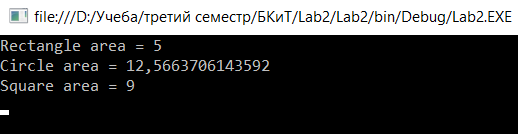 file:///D:/Учеба/третий семестр/БКиТ/Lab2/Lab2/bin/Debug/Lab2.EXE
Rectangle area = 5
Circle area = 12,5663706143592
Square area = 9